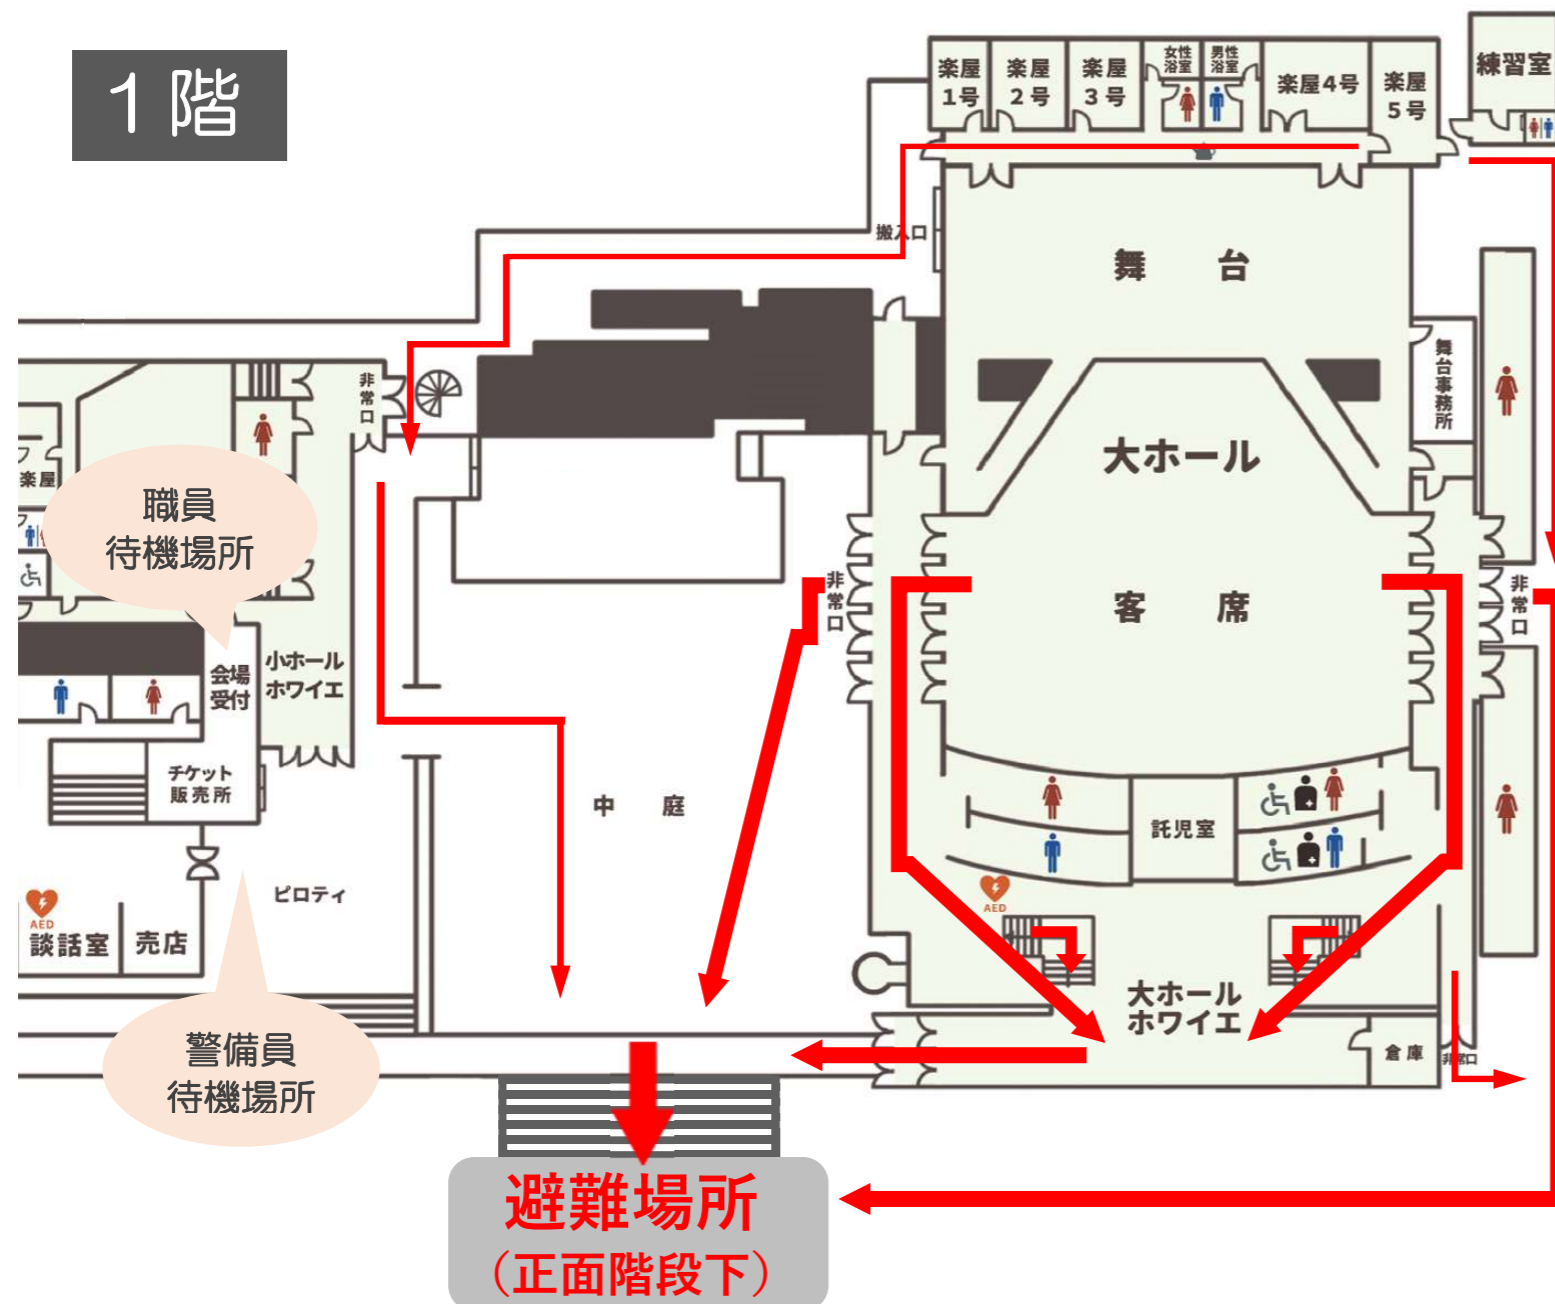 1階
楽屋
1号
楽屋
2号
楽屋
3号
女性
浴室
男性
浴室
楽屋4号
楽屋
5号
練習室
搬入口
舞　台
舞台事務所
非常口
大ホール
楽屋
職員
待機場所
非常口
客　席
非常口
会場
受付
小ホール
ホワイエ
チケット
販売所
中　庭
託児室
ピロティ
AED
談話室
売店
AED
大ホール
ホワイエ
倉庫
非常口
警備員
待機場所
避難場所
（正面階段下）